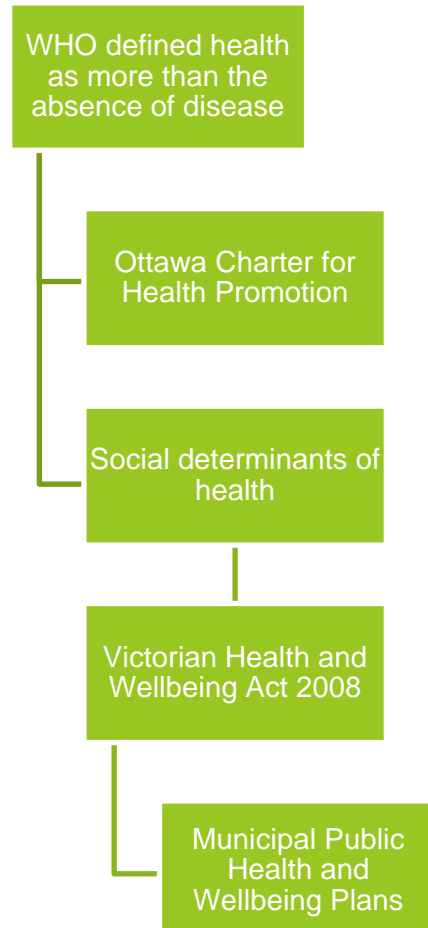 WHO defined health
as more than the
absence of disease
Ottawa Charter for
Health Promotion
Social determinants of
health
Victorian Health and
Wellbeing Act 2008
Municipal Public
Health and
Wellbeing Plans